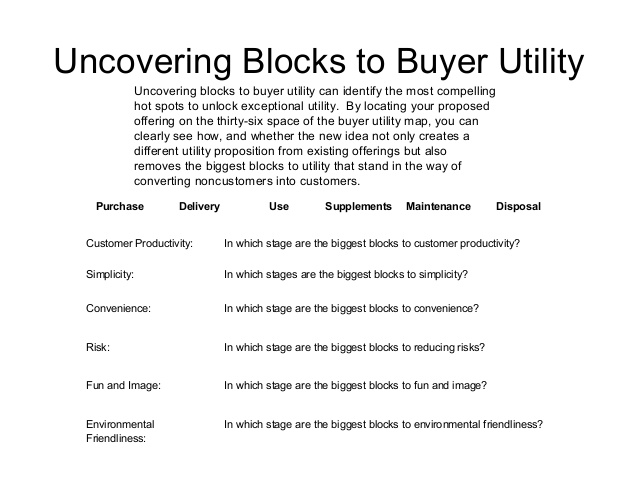 Uncovering Blocks to Buyer Utility
Uncovering blocks to buyer utility can identify the most compelling
hot spots to unlock exceptional utility.  By locating your proposed
offering on the thirty-six space of the buyer utility map, you can
clearly see how, and whether the new idea not only creates a
different utility proposition from existing offerings but also
removes the biggest blocks to utility that stand in the way of
converting noncustomers into customers.
Purchase Delivery Use Supplements Maintenance Disposal
Customer Productivity: In which stage are the biggest blocks to customer productivity?
Simplicity: In which stages are the biggest blocks to simplicity?
Convenience: In which stage are the biggest blocks to convenience?
Risk: In which stage are the biggest blocks to reducing risks?
Fun and Image: In which stage are the biggest blocks to fun and image?
Environmental In which stage are the biggest blocks to environmental friendliness?
Friendliness: